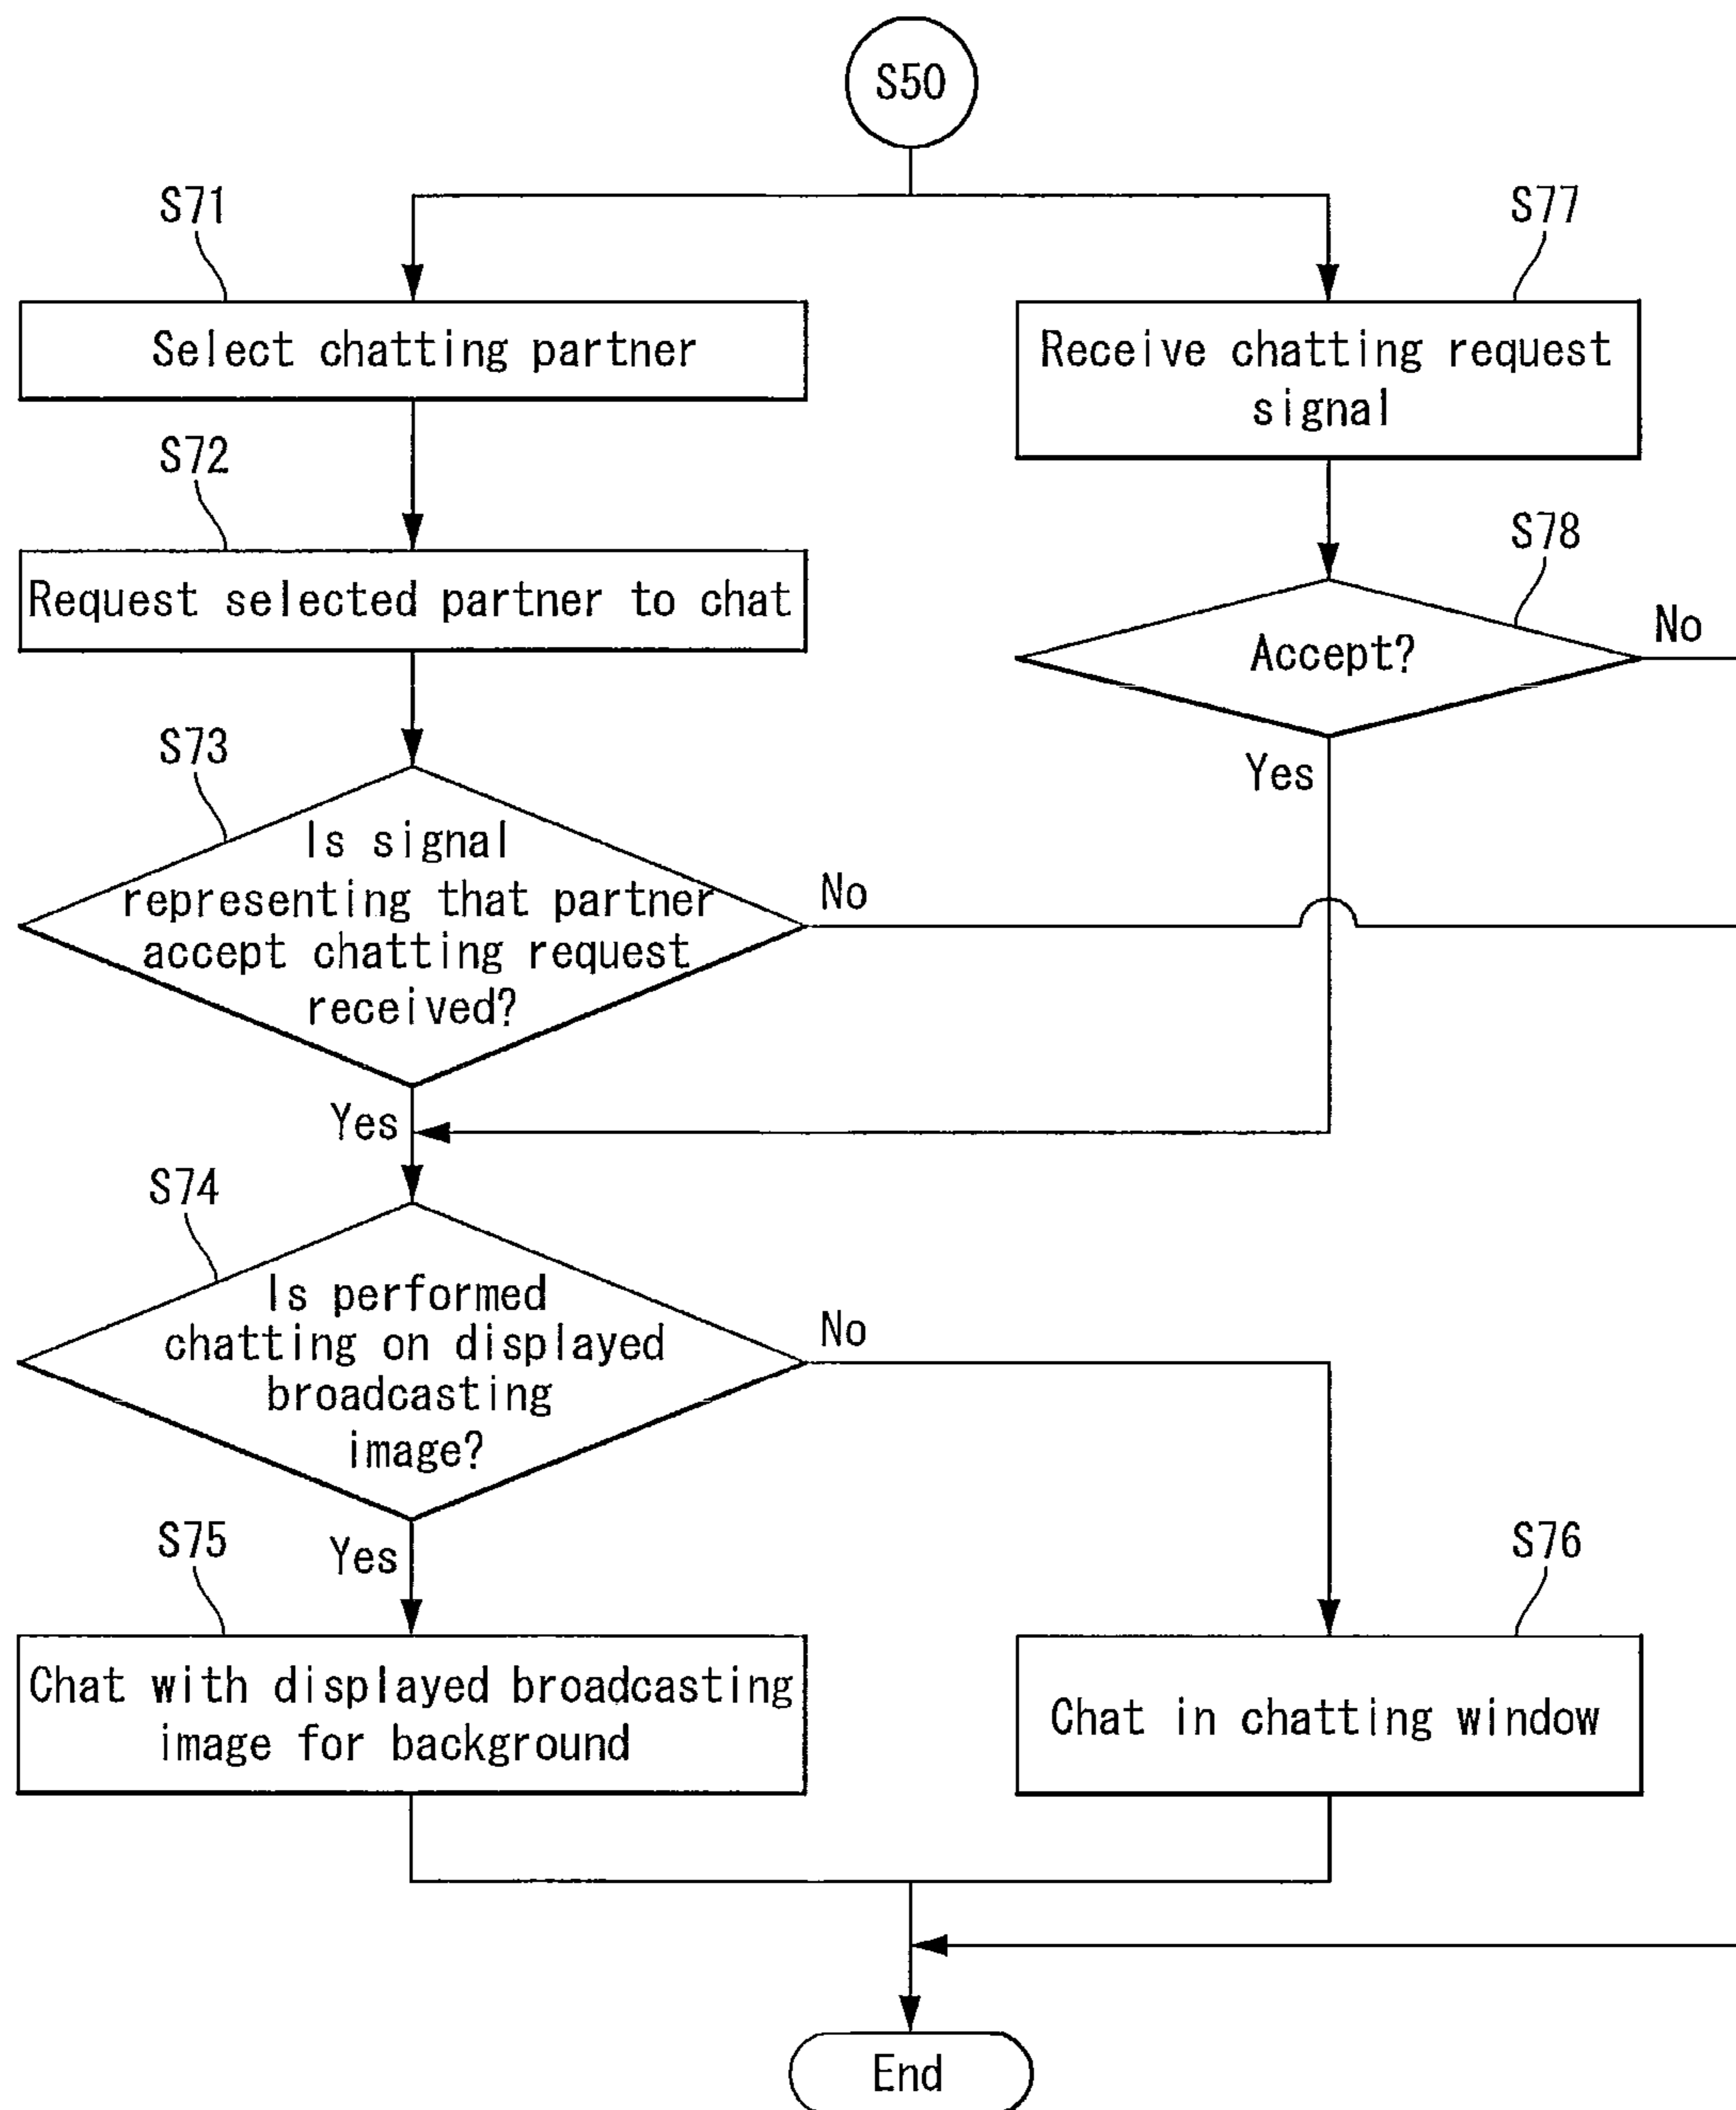 S50
S71
Select chatting partner
S77
Receive chatting request
signal
S72
Request selected partner to chat
S78
Accept?
No
Yes
S73
Is signal
representing that partner
accept chatting request
received?
No
Yes
S74
Is performed
chatting on displayed
broadcasting
image?
No
Yes
S75
Chat with displayed broadcasting
image for background
S76
Chat in chatting window
End